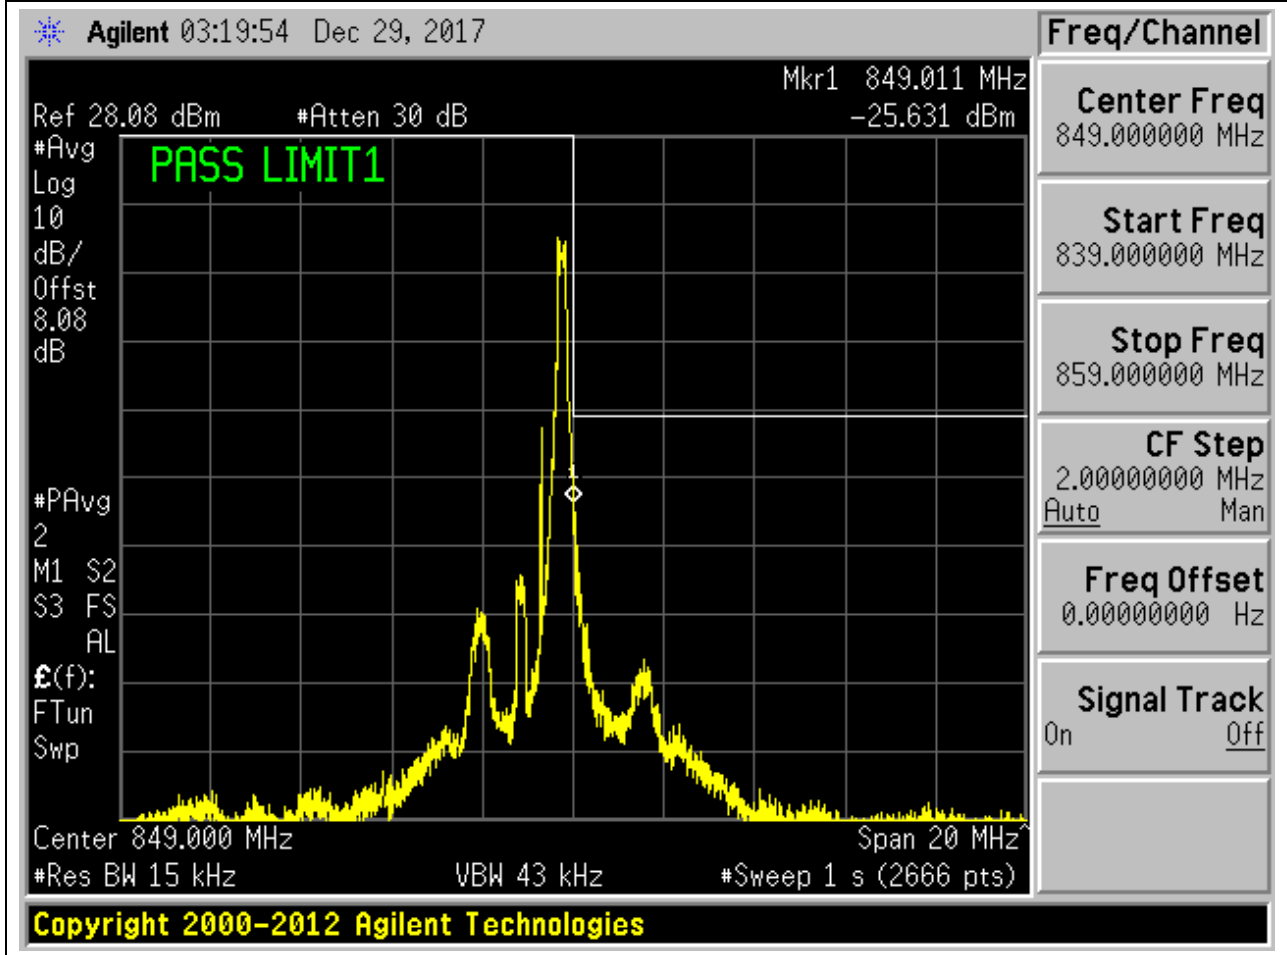 Agilent 03:19:54 Dec 29, 2017
Freq/Channel
Mkr1 849.011 MHz
Ref 28.08 dBm #Atten 30 dB -25.631 dBm
#Avg
Log
10
dB/
Offst
8.08
dB
PASS LIMIT1
1
#PAvg
2
M1 S2
S3 FS
AL
£(f):
FTun
Swp
Center 849.000 MHz Span 20 MHz^
#Res BW 15 kHz VBW 43 kHz #Sweep 1 s (2666 pts)
Copyright 2000-2012 Agilent Technologies
Center Freq
849.000000 MHz
Start Freq
839.000000 MHz
Stop Freq
859.000000 MHz
CF Step
2.00000000 MHz
Auto Man
Freq Offset
0.00000000 Hz
Signal Track
On Off